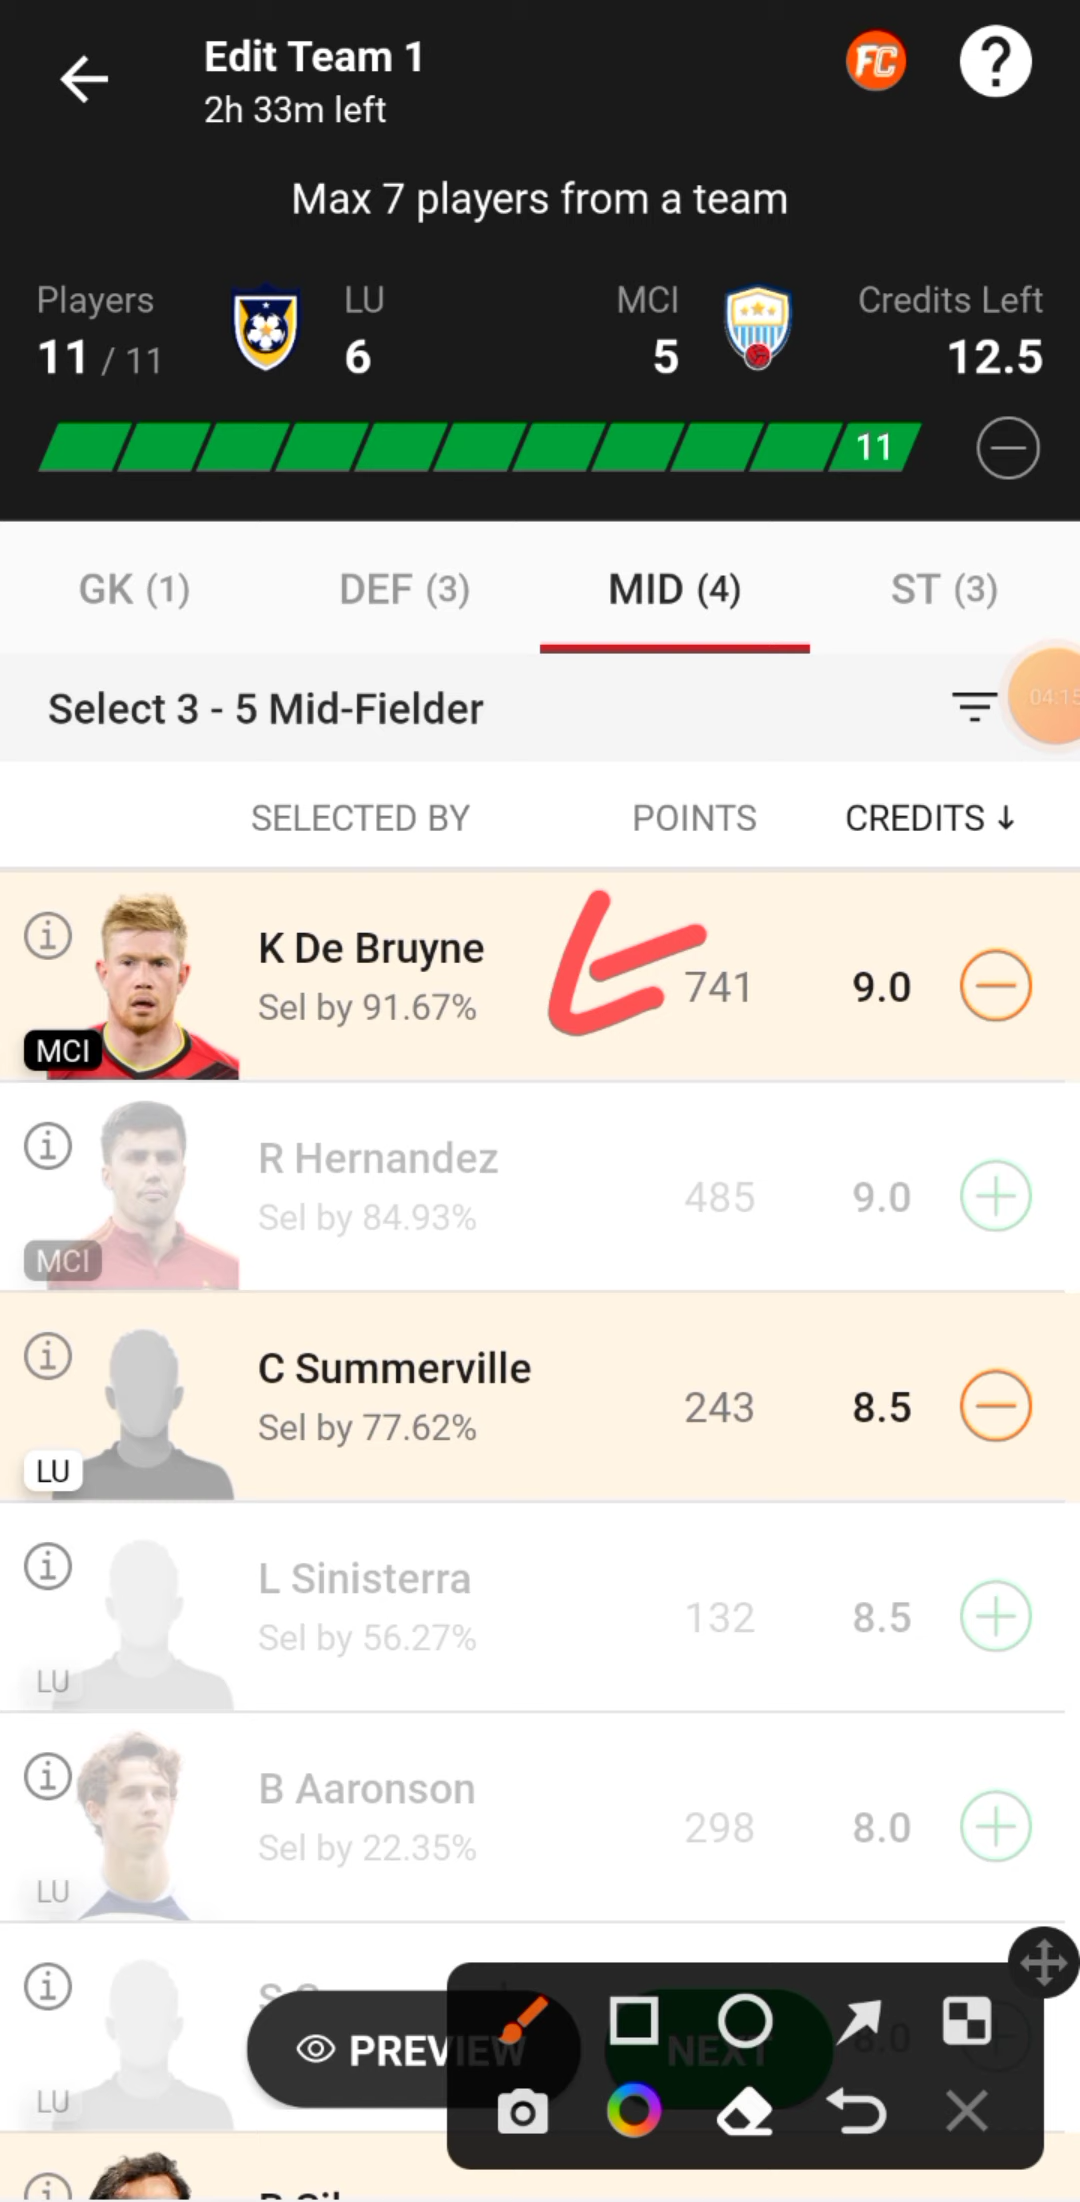 Edit Team 1
2h 33m left
FC
?
Max 7 players from a team
Players
LU
MCI
Credits Left
11 / 11
6
5
12.5
11
GK (1)
DEF (3)
MID (4)
ST (3)
Select 3 - 5 Mid-Fielder
04:15
SELECTED BY
POINTS
CREDITS ↓
K De Bruyne
Sel by 91.67%
741
9.0
MCI
R Hernandez
Sel by 84.93%
485
9.0
MCI
C Summerville
Sel by 77.62%
243
8.5
LU
L Sinisterra
Sel by 56.27%
132
8.5
LU
B Aaronson
Sel by 22.35%
298
8.0
LU
PREVIEW
NEXT
8.0
LU